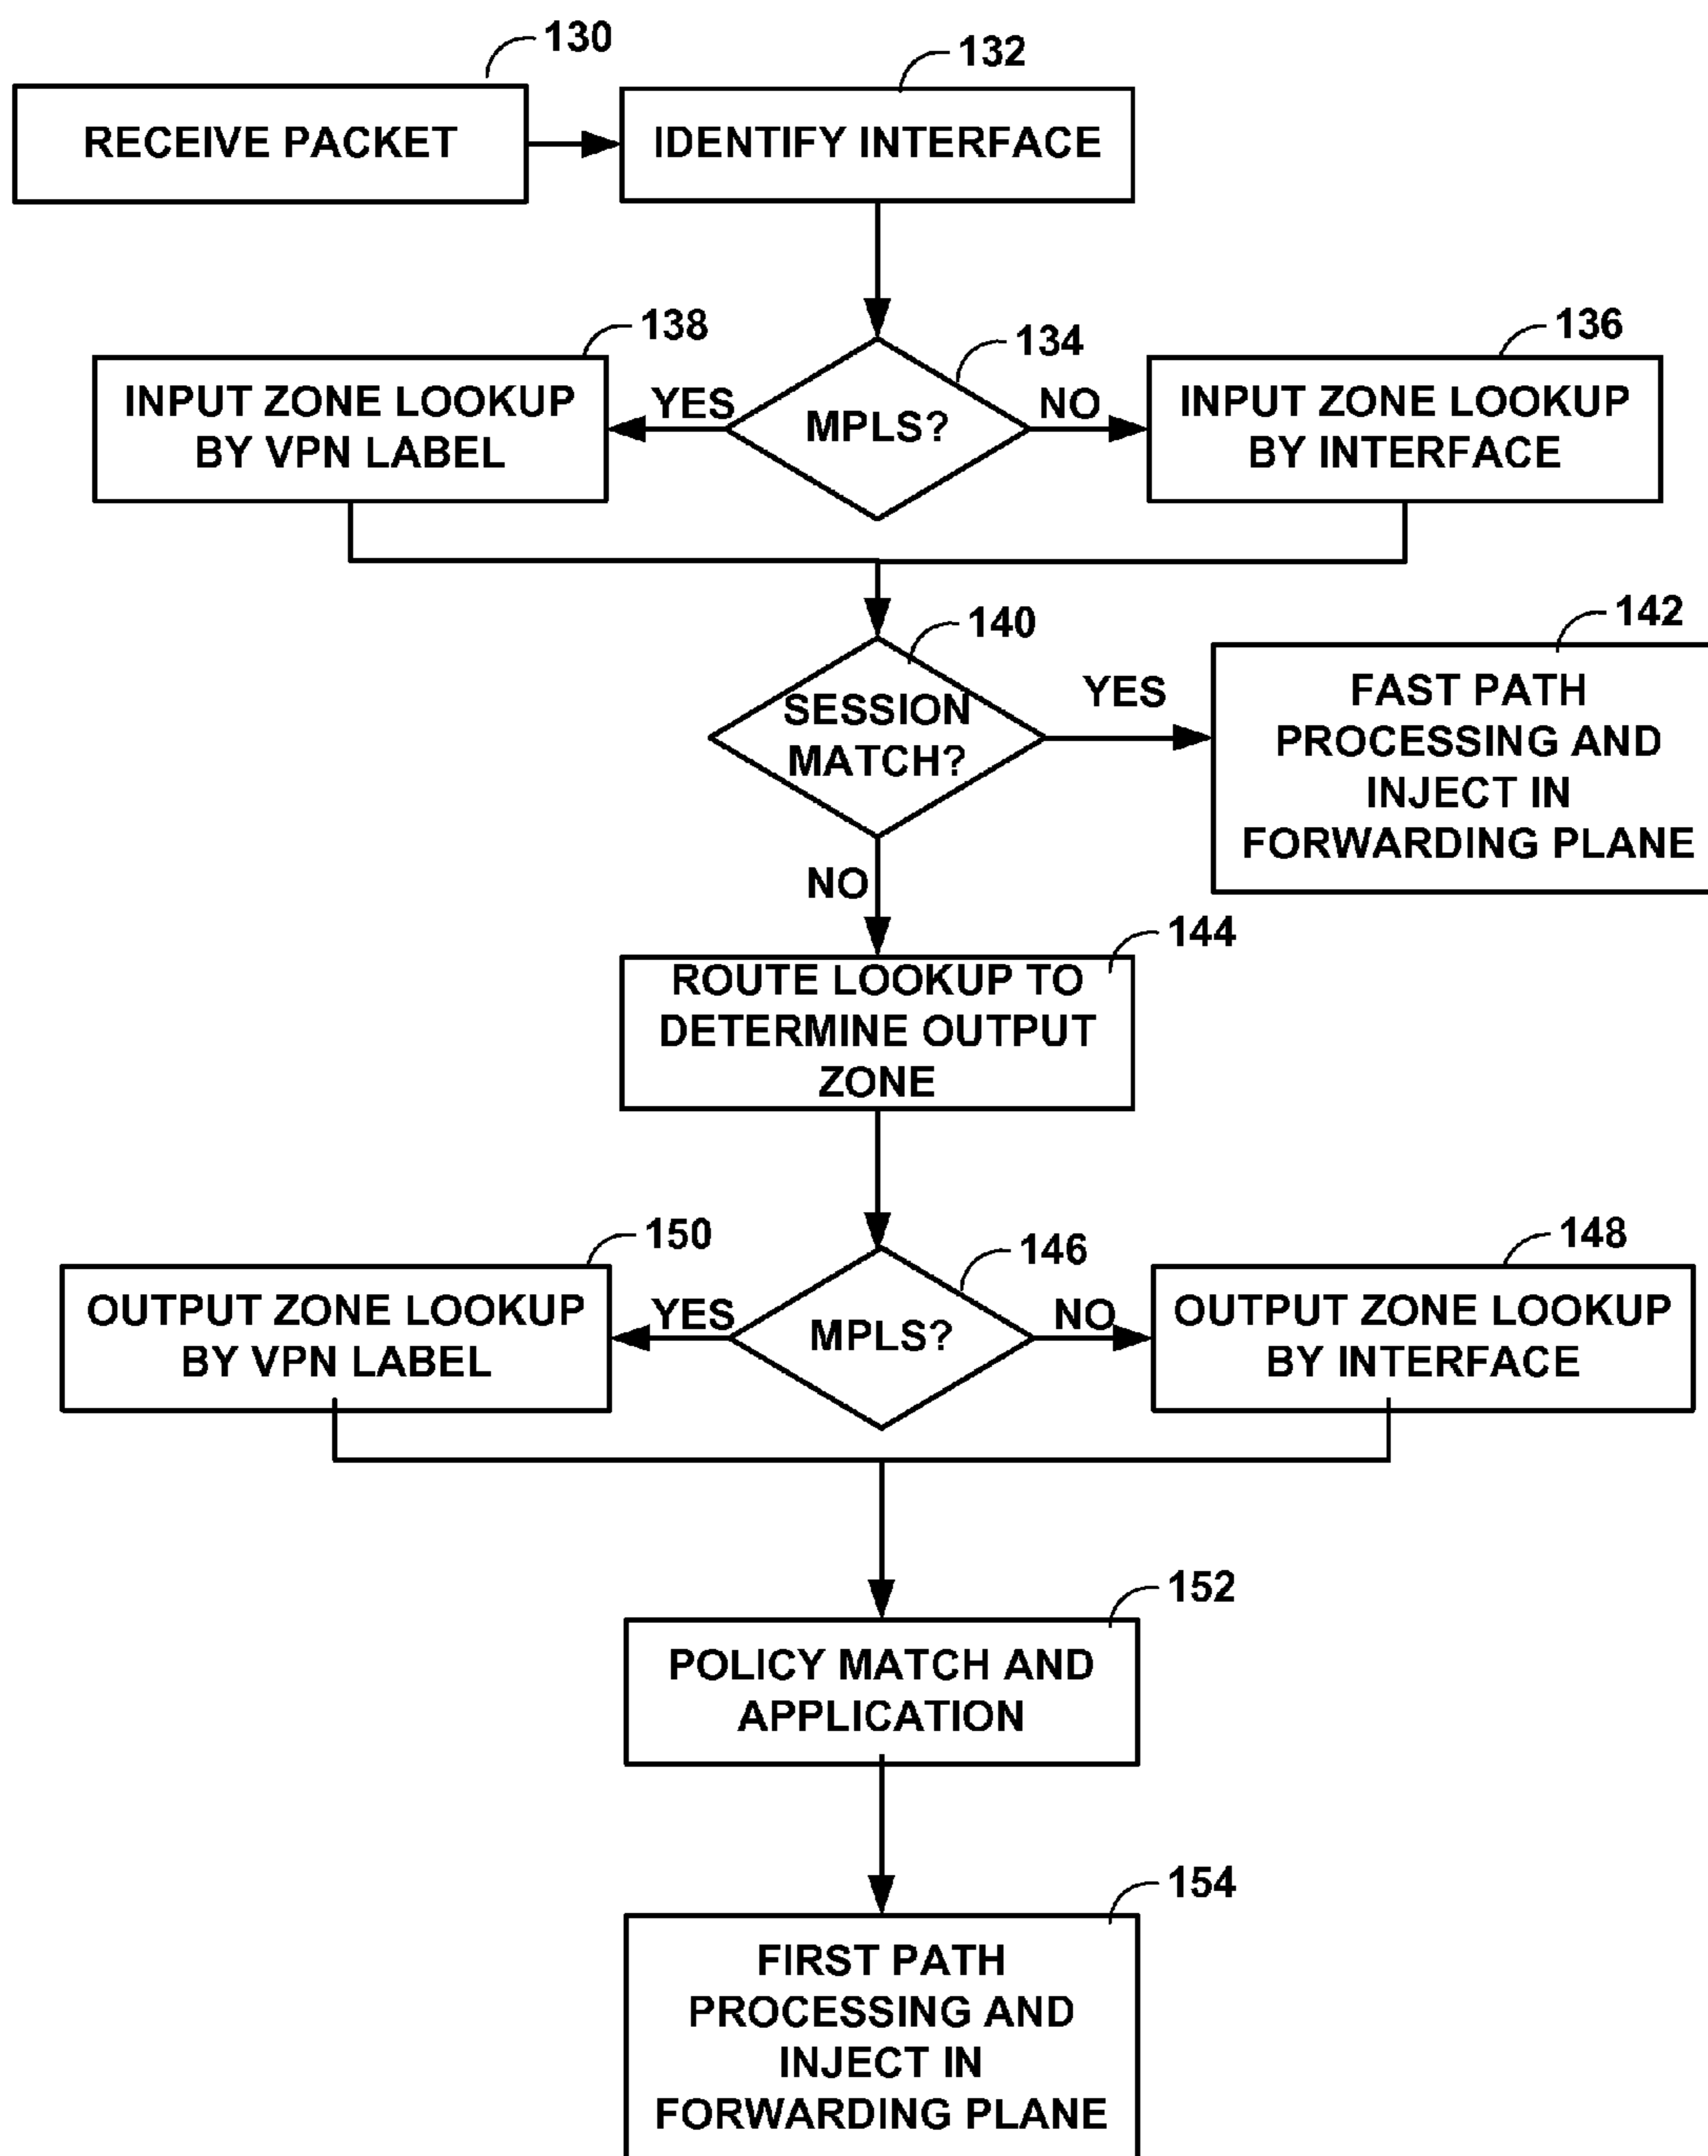 130
RECEIVE PACKET
132
IDENTIFY INTERFACE
138
INPUT ZONE LOOKUP
BY VPN LABEL
YES
134
MPLS?
NO
136
INPUT ZONE LOOKUP
BY INTERFACE
140
SESSION
MATCH?
YES
142
FAST PATH
PROCESSING AND
INJECT IN
FORWARDING PLANE
NO
144
ROUTE LOOKUP TO
DETERMINE OUTPUT
ZONE
150
OUTPUT ZONE LOOKUP
BY VPN LABEL
YES
146
MPLS?
NO
148
OUTPUT ZONE LOOKUP
BY INTERFACE
152
POLICY MATCH AND
APPLICATION
154
FIRST PATH
PROCESSING AND
INJECT IN
FORWARDING PLANE